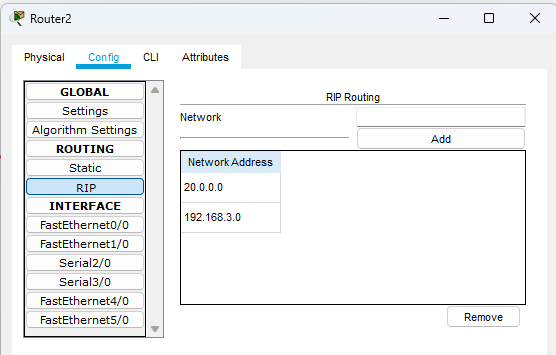 Router2
Physical
Config
CLI
Attributes
GLOBAL
Settings
Algorithm Settings
ROUTING
Static
RIP
INTERFACE
FastEthernet0/0
FastEthernet1/0
Serial2/0
Serial3/0
FastEthernet4/0
FastEthernet5/0
RIP Routing
Network
Add
Network Address
20.0.0.0
192.168.3.0
Remove